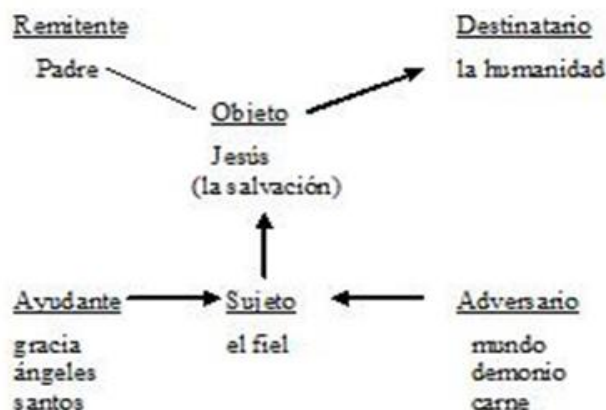 Remitente
Destinatario
Padre
la humanidad
Objeto
Jesús
(la salvación)
Ayudante
Sujeto
Adversario
gracia
el fiel
mundo
ángeles
demonio
santos
carne